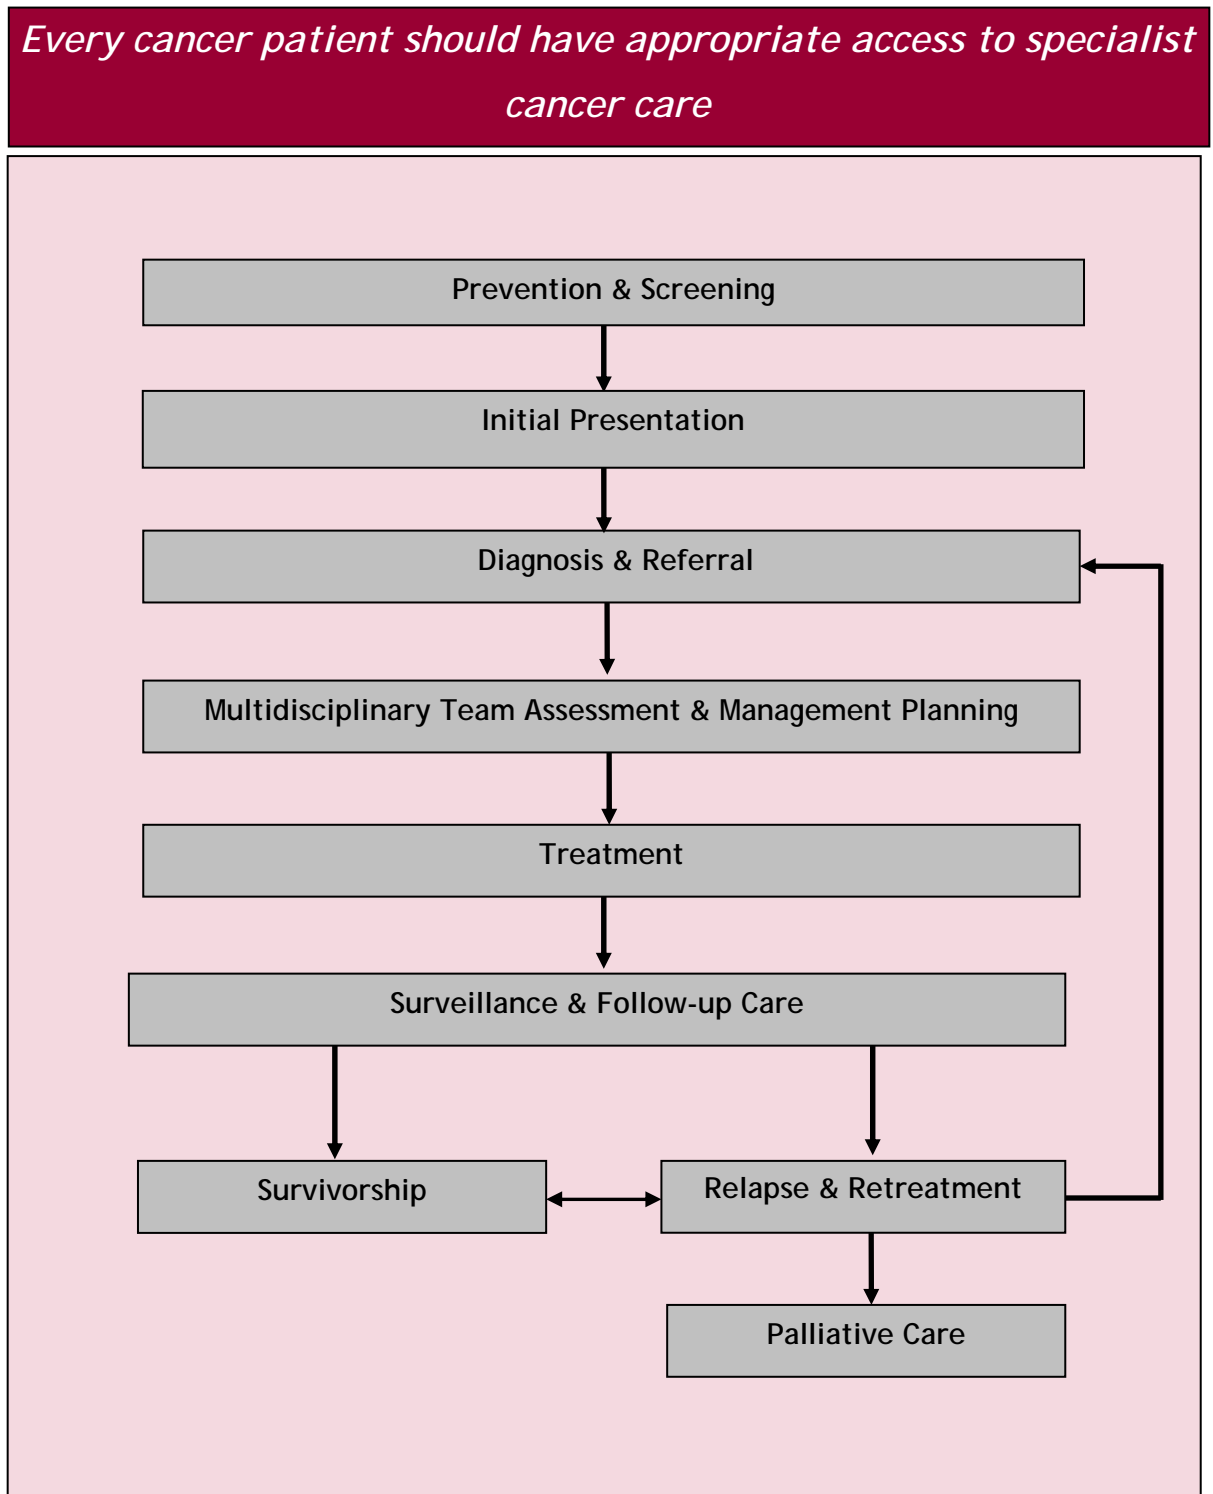 Every cancer patient should have appropriate access to specialist
cancer care
Prevention & Screening
Initial Presentation
Diagnosis & Referral
Multidisciplinary Team Assessment & Management Planning
Treatment
Surveillance & Follow-up Care
Survivorship
Relapse & Retreatment
Palliative Care